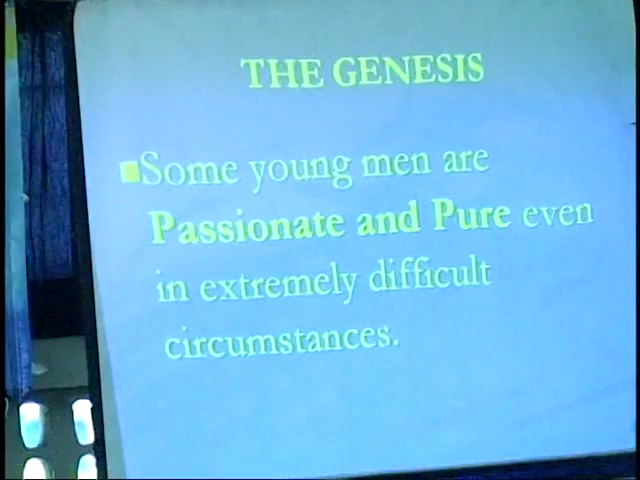 THE GENESIS
Some young men are
Passionate and Pure even
in extremely difficult
circumstances.